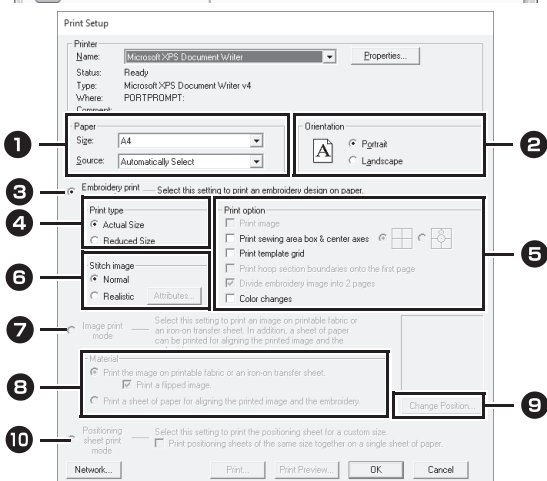 Print Setup
Printer
Name: Microsoft XPS Document Writer Properties...
Status: Ready
Type: Microsoft XPS Document Writer v4
Where: PORTPROMPT:
Comment:
1 Paper
Size: A4
Source: Automatically Select
Orientation 2
A Portrait
Landscape
3 Embroidery print — Select this setting to print an embroidery design on paper.
4 Print type
Actual Size
Reduced Size
Print option 5
Print image
Print sewing area box & center axes
Print template grid
Print hoop section boundaries onto the first page
Divide embroidery image into 2 pages
Color changes
6 Stitch image
Normal
Realistic Attributes...
7 Image print mode — Select this setting to print an image on printable fabric or
an iron-on transfer sheet. In addition, a sheet of paper
can be printed for aligning the printed image and the
8 Material
Print the image on printable fabric or an iron-on transfer sheet.
Print a flipped image.
Print a sheet of paper for aligning the printed image and the embroidery.
Change Position... 9
10 Positioning sheet print mode — Select this setting to print the positioning sheet for a custom size.
Print positioning sheets of the same size together on a single sheet of paper.
Network... Print... Print Preview... OK Cancel